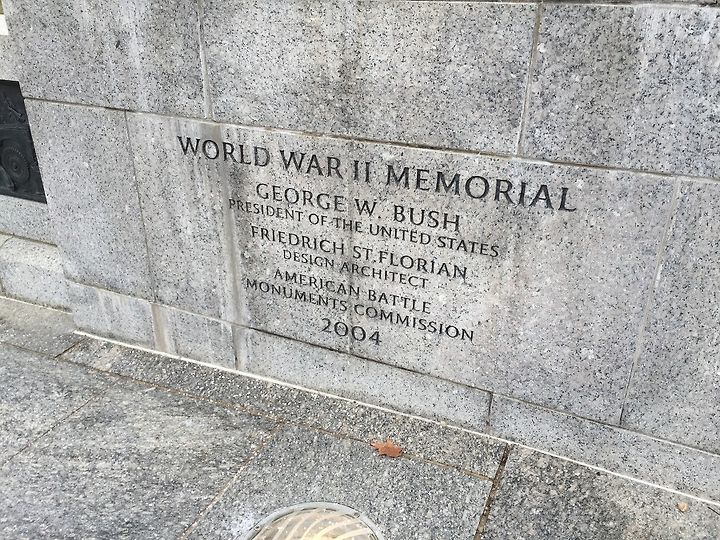 WORLD WAR II MEMORIAL
GEORGE W. BUSH
PRESIDENT OF THE UNITED STATES
FRIEDRICH ST.FLORIAN
DESIGN ARCHITECT
AMERICAN BATTLE
MONUMENTS COMMISSION
2004